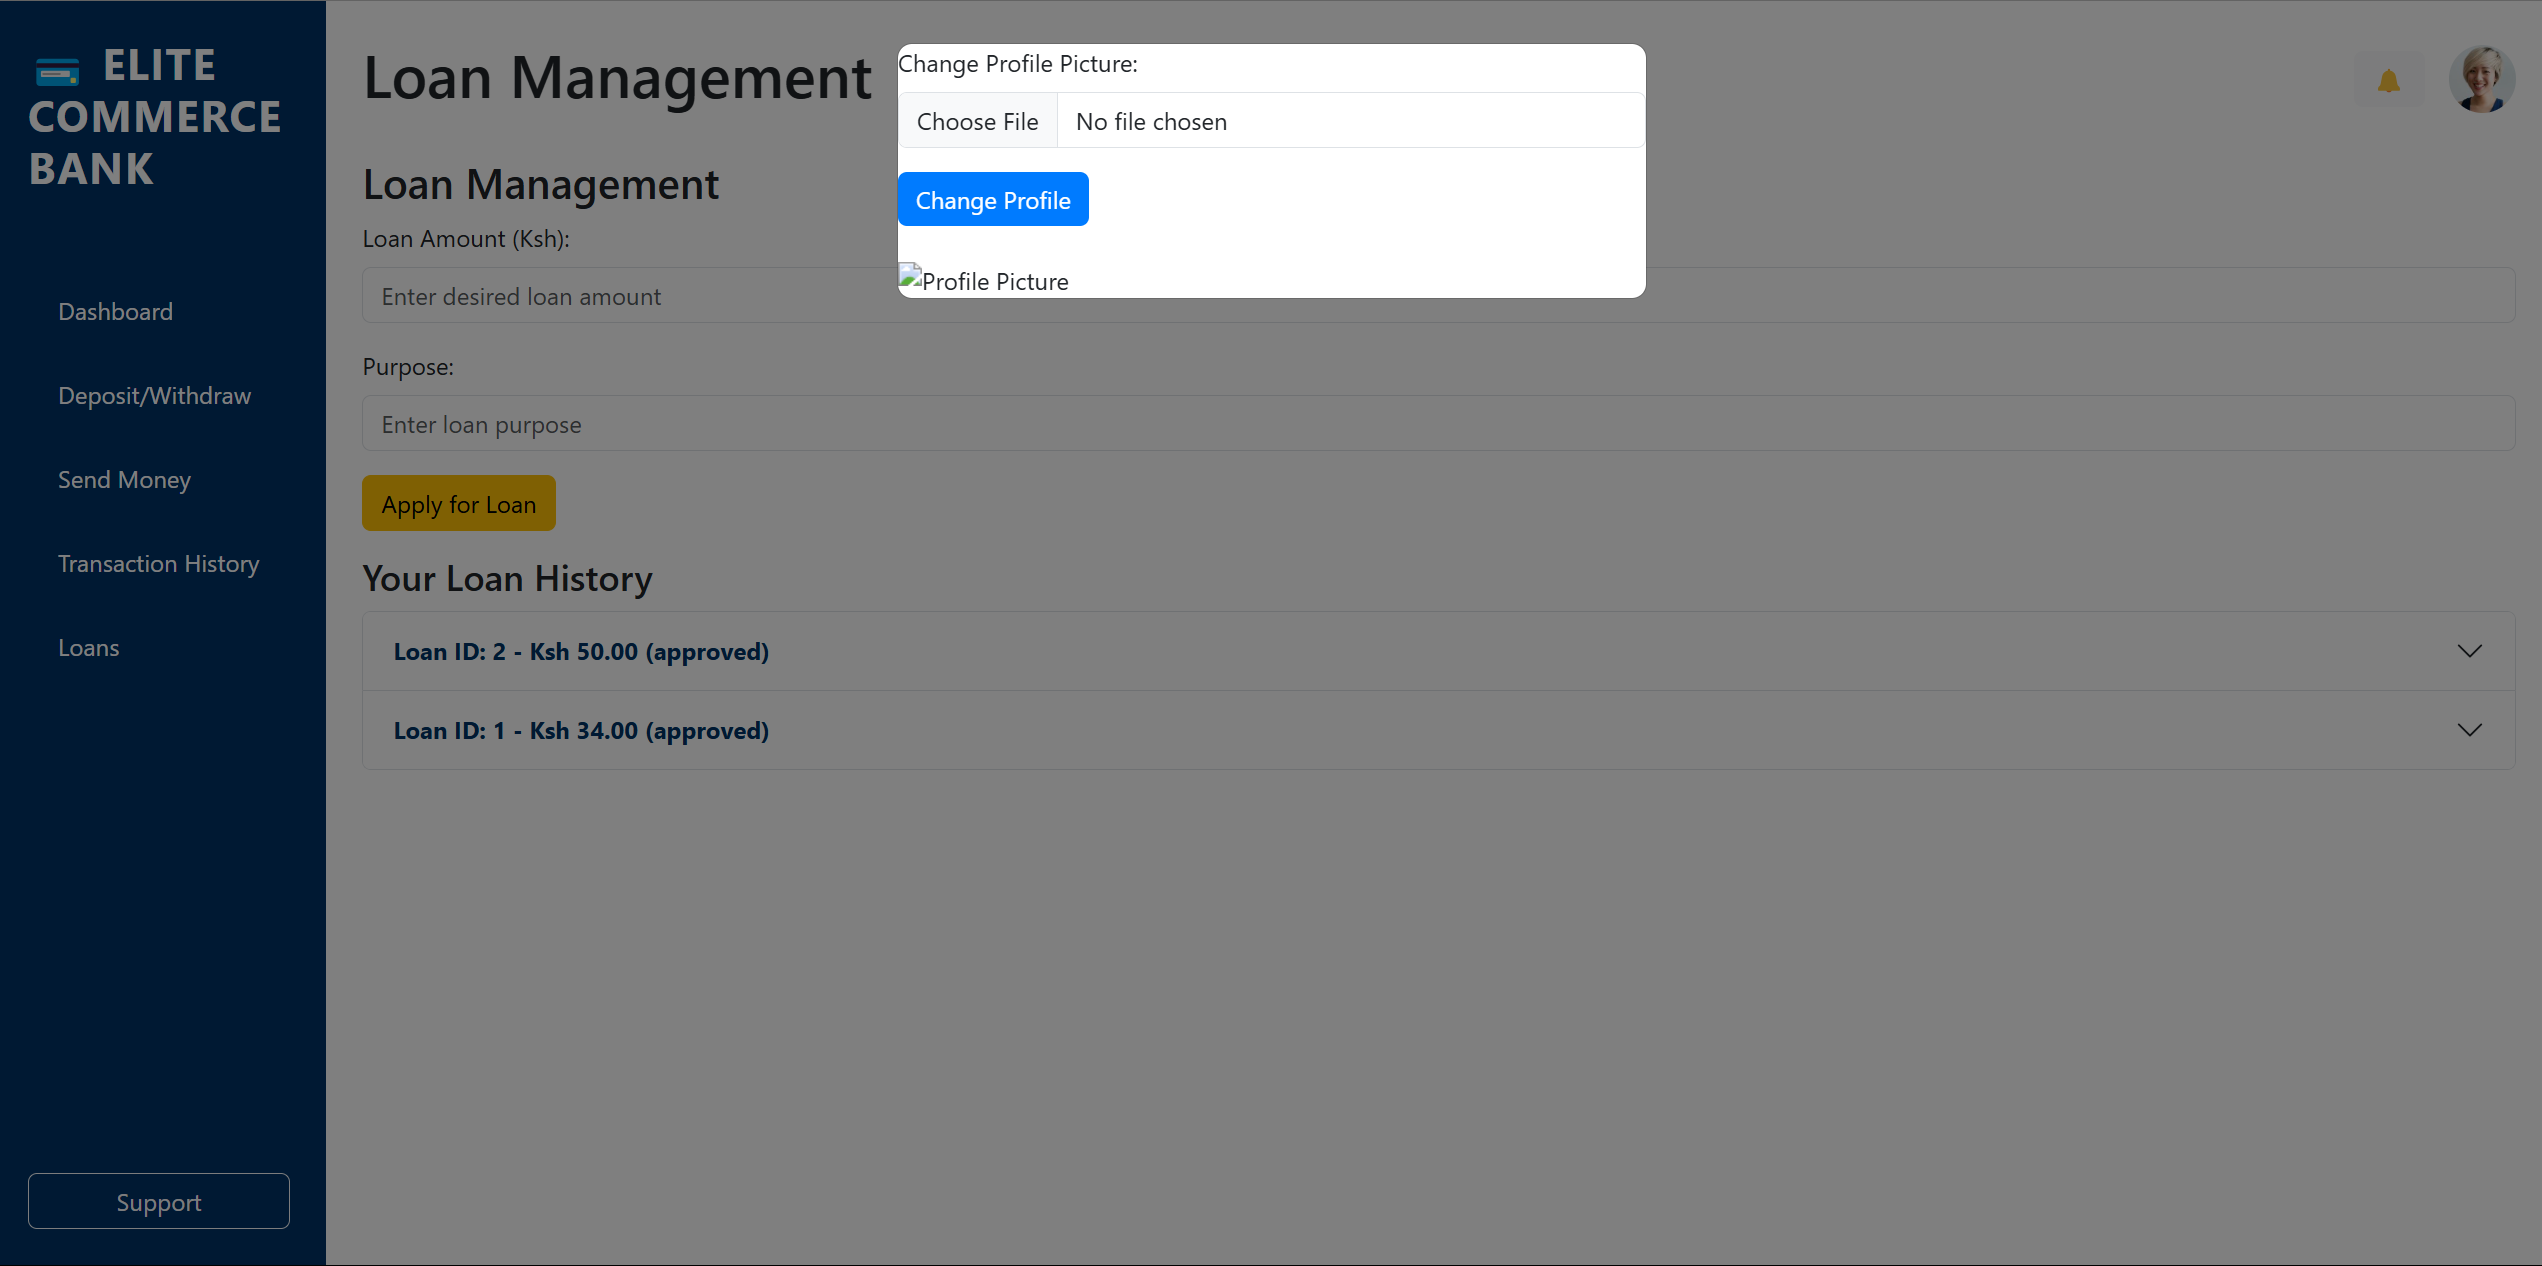 ELITE
COMMERCE
BANK
Dashboard
Deposit/Withdraw
Send Money
Transaction History
Loans
Support
Loan Management
Change Profile Picture:
Choose File No file chosen
Change Profile
Profile Picture
Loan Management
Loan Amount (Ksh):
Enter desired loan amount
Purpose:
Enter loan purpose
Apply for Loan
Your Loan History
Loan ID: 2 - Ksh 50.00 (approved)
Loan ID: 1 - Ksh 34.00 (approved)